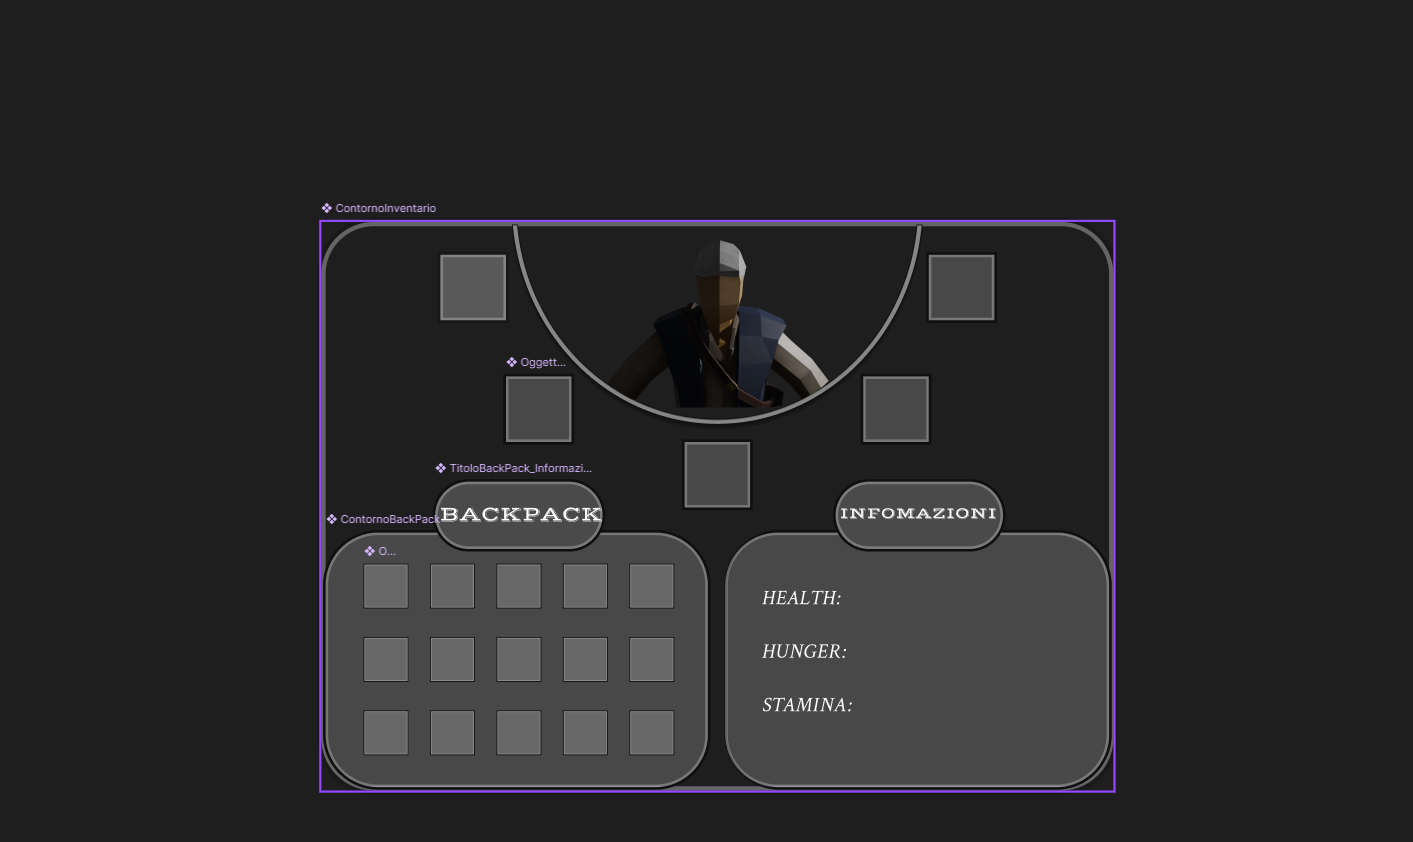 ContornoInventario
Oggett...
TitoloBackPack_Informazi...
ContornoBackPack
BACKPACK
INFOMAZIONI
O...
HEALTH:
HUNGER:
STAMINA: